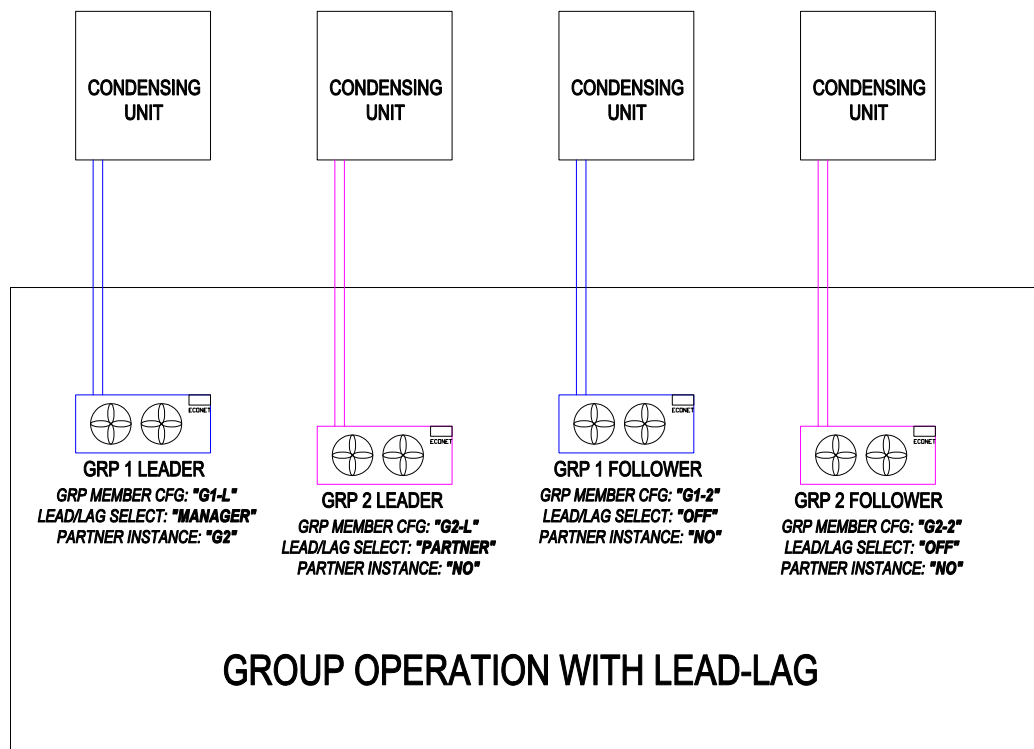 CONDENSING
UNIT
CONDENSING
UNIT
CONDENSING
UNIT
CONDENSING
UNIT
ECONET
GRP 1 LEADER
GRP MEMBER CFG: "G1-L"
LEAD/LAG SELECT: "MANAGER"
PARTNER INSTANCE: "G2"
ECONET
GRP 2 LEADER
GRP MEMBER CFG: "G2-L"
LEAD/LAG SELECT: "PARTNER"
PARTNER INSTANCE: "NO"
ECONET
GRP 1 FOLLOWER
GRP MEMBER CFG: "G1-2"
LEAD/LAG SELECT: "OFF"
PARTNER INSTANCE: "NO"
ECONET
GRP 2 FOLLOWER
GRP MEMBER CFG: "G2-2"
LEAD/LAG SELECT: "OFF"
PARTNER INSTANCE: "NO"
GROUP OPERATION WITH LEAD-LAG